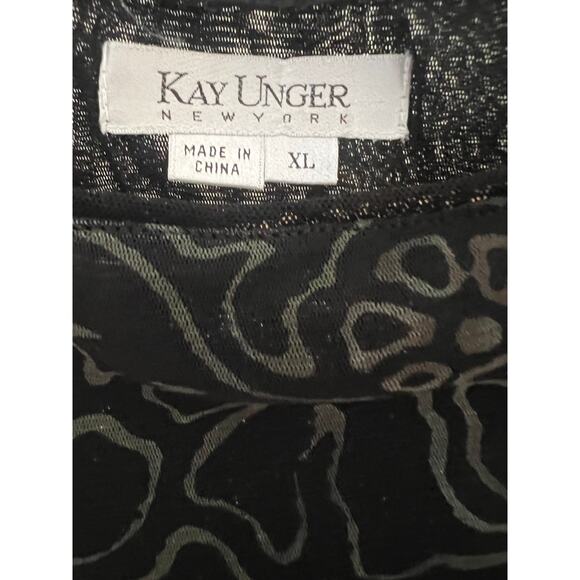 KAY UNGER
NEW YORK
MADE IN
CHINA
XL